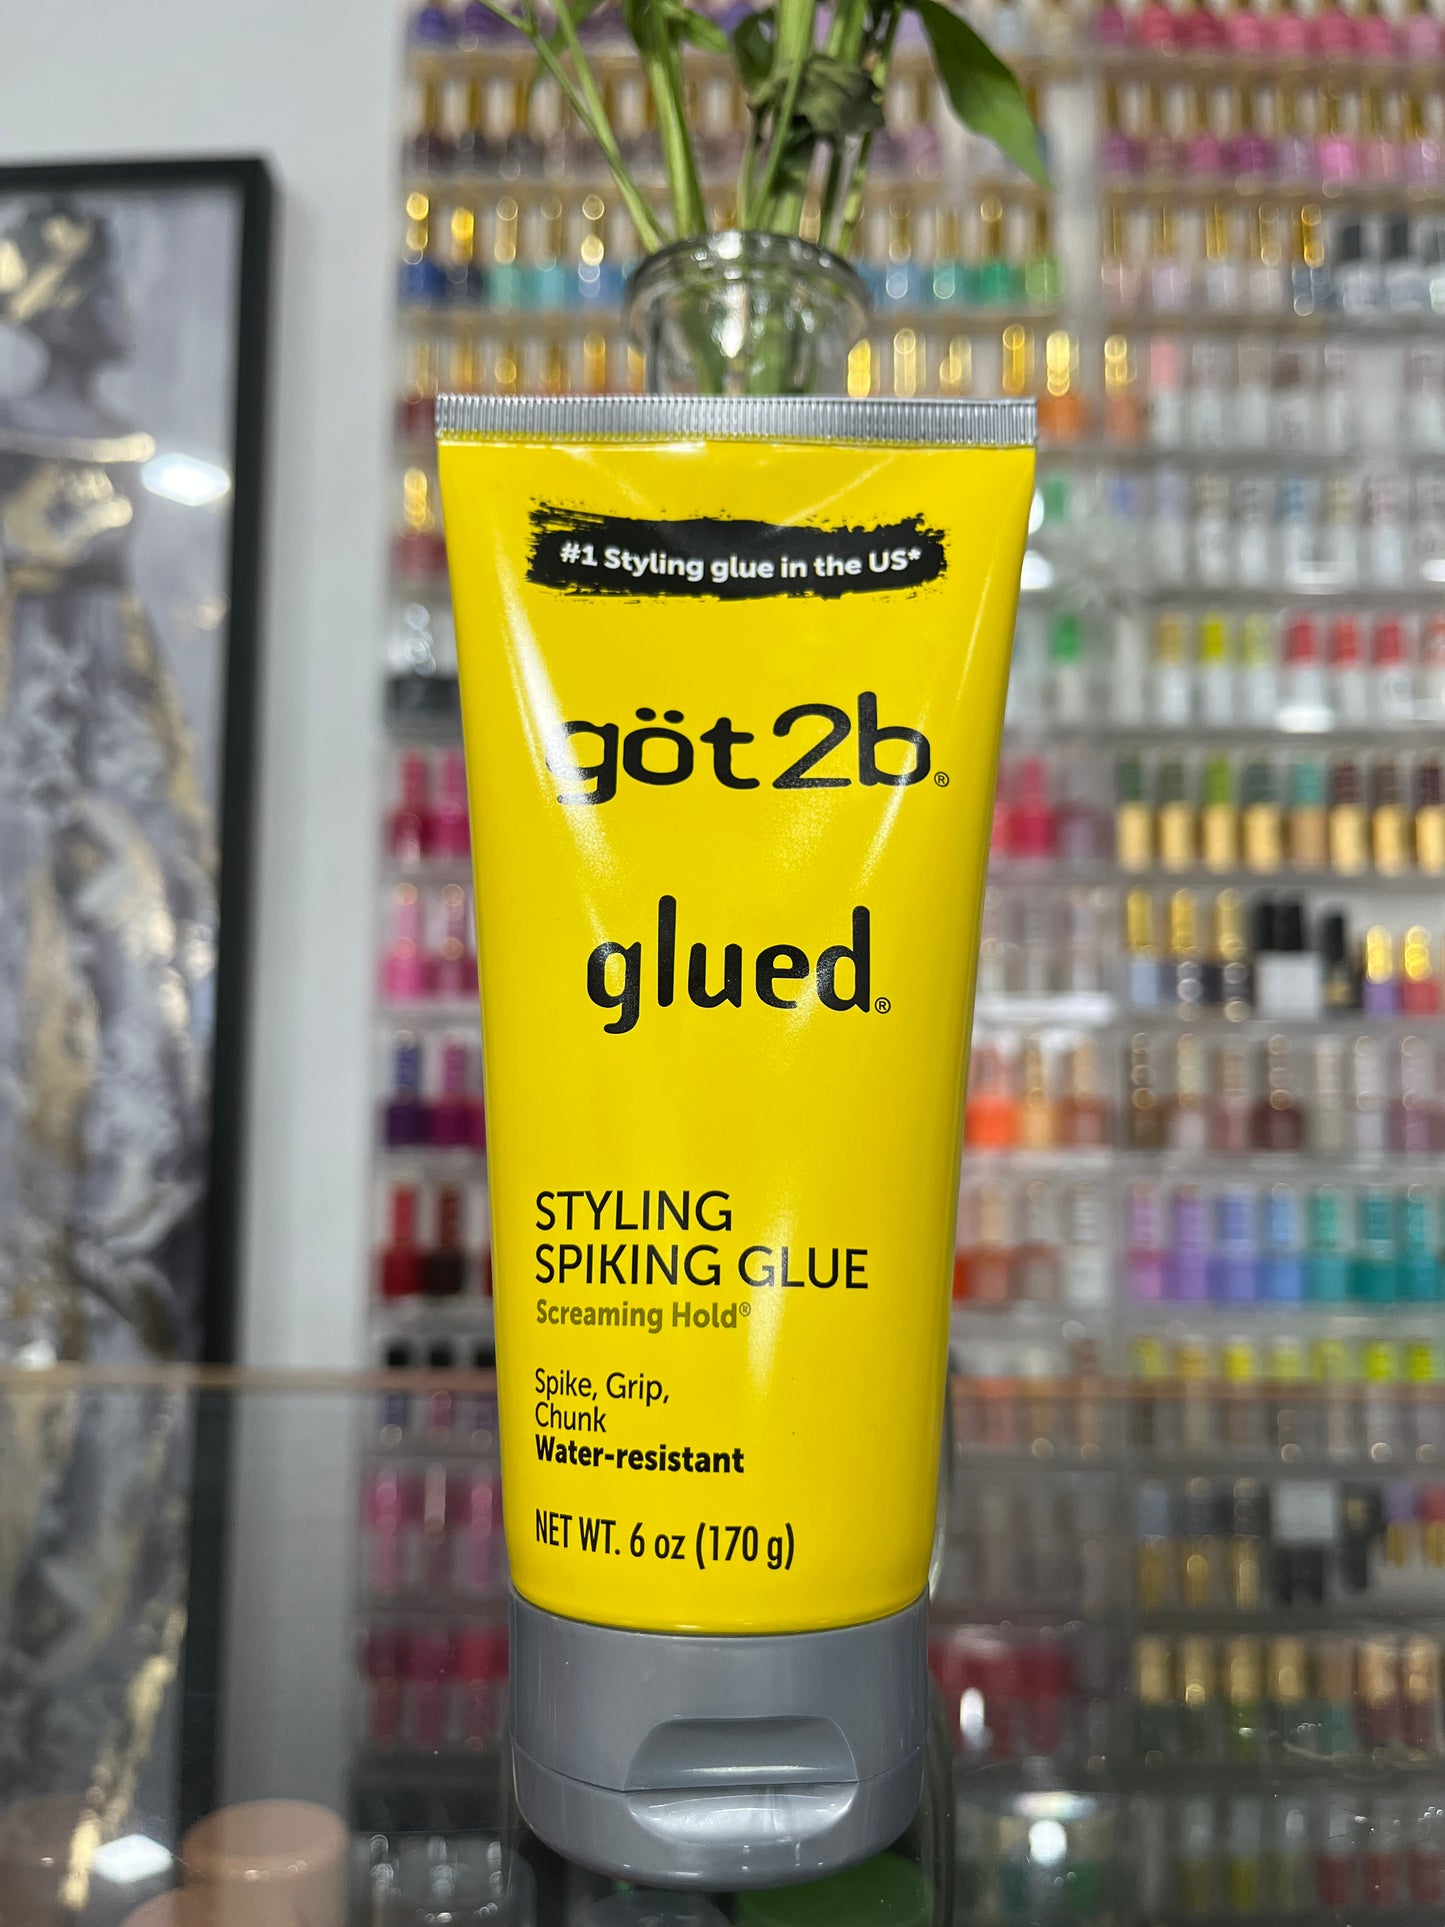 #1 Styling glue in the US*
göt2b®
glued®
STYLING
SPIKING GLUE
Screaming Hold®
Spike, Grip,
Chunk
Water-resistant
NET WT. 6 oz (170 g)